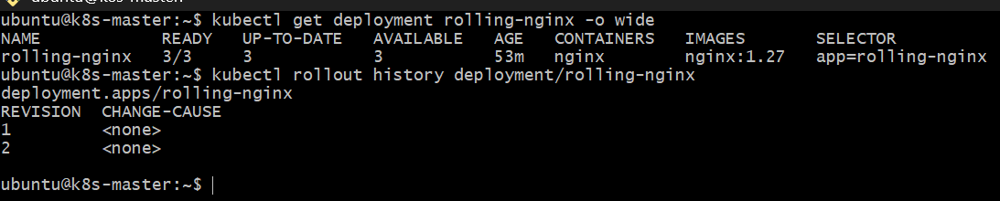 ubuntu@k8s-master:~$ kubectl get deployment rolling-nginx -o wide
NAME            READY   UP-TO-DATE   AVAILABLE   AGE   CONTAINERS   IMAGES       SELECTOR
rolling-nginx   3/3     3            3           53m   nginx        nginx:1.27   app=rolling-nginx
ubuntu@k8s-master:~$ kubectl rollout history deployment/rolling-nginx
deployment.apps/rolling-nginx
REVISION  CHANGE-CAUSE
1         <none>
2         <none>
ubuntu@k8s-master:~$